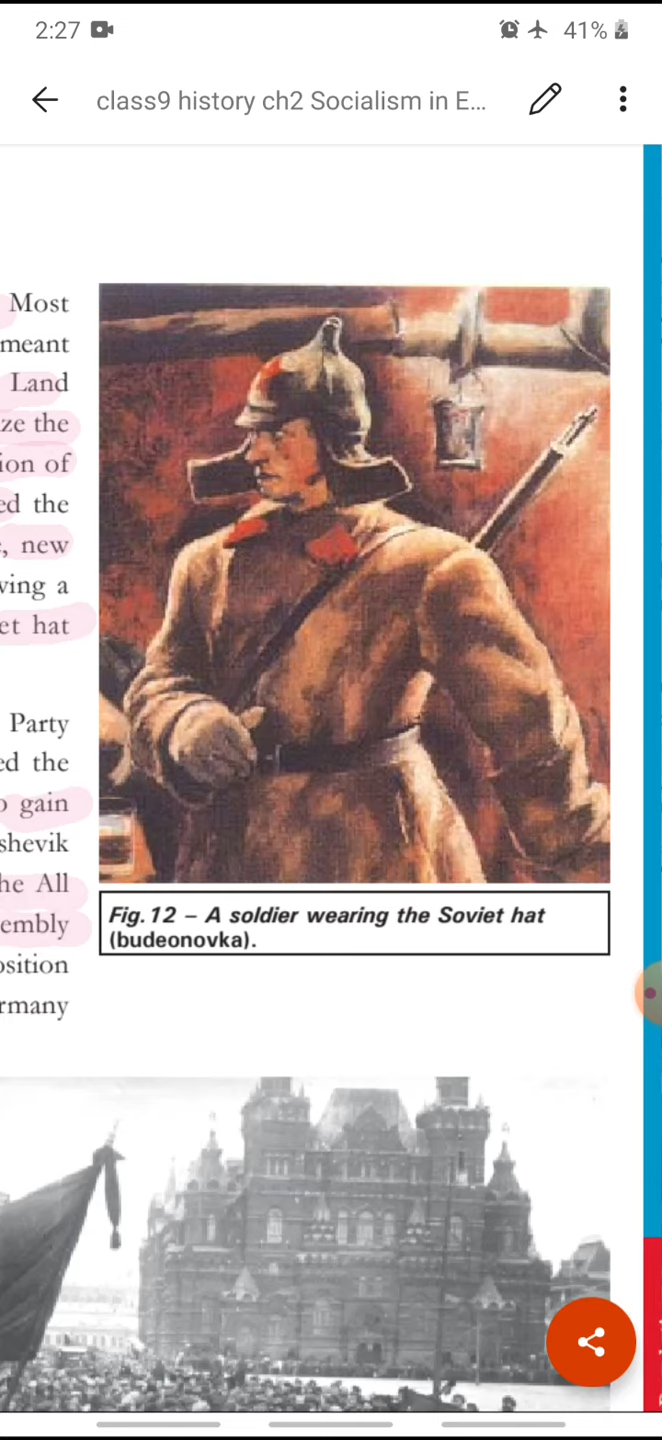 2:27
41%
class9 history ch2 Socialism in E...
Most
meant
Land
ze the
ion of
ed the
, new
ving a
et hat
Party
ed the
o gain
shevik
he All
embly
osition
rmany
Fig. 12 – A soldier wearing the Soviet hat
(budeonovka).